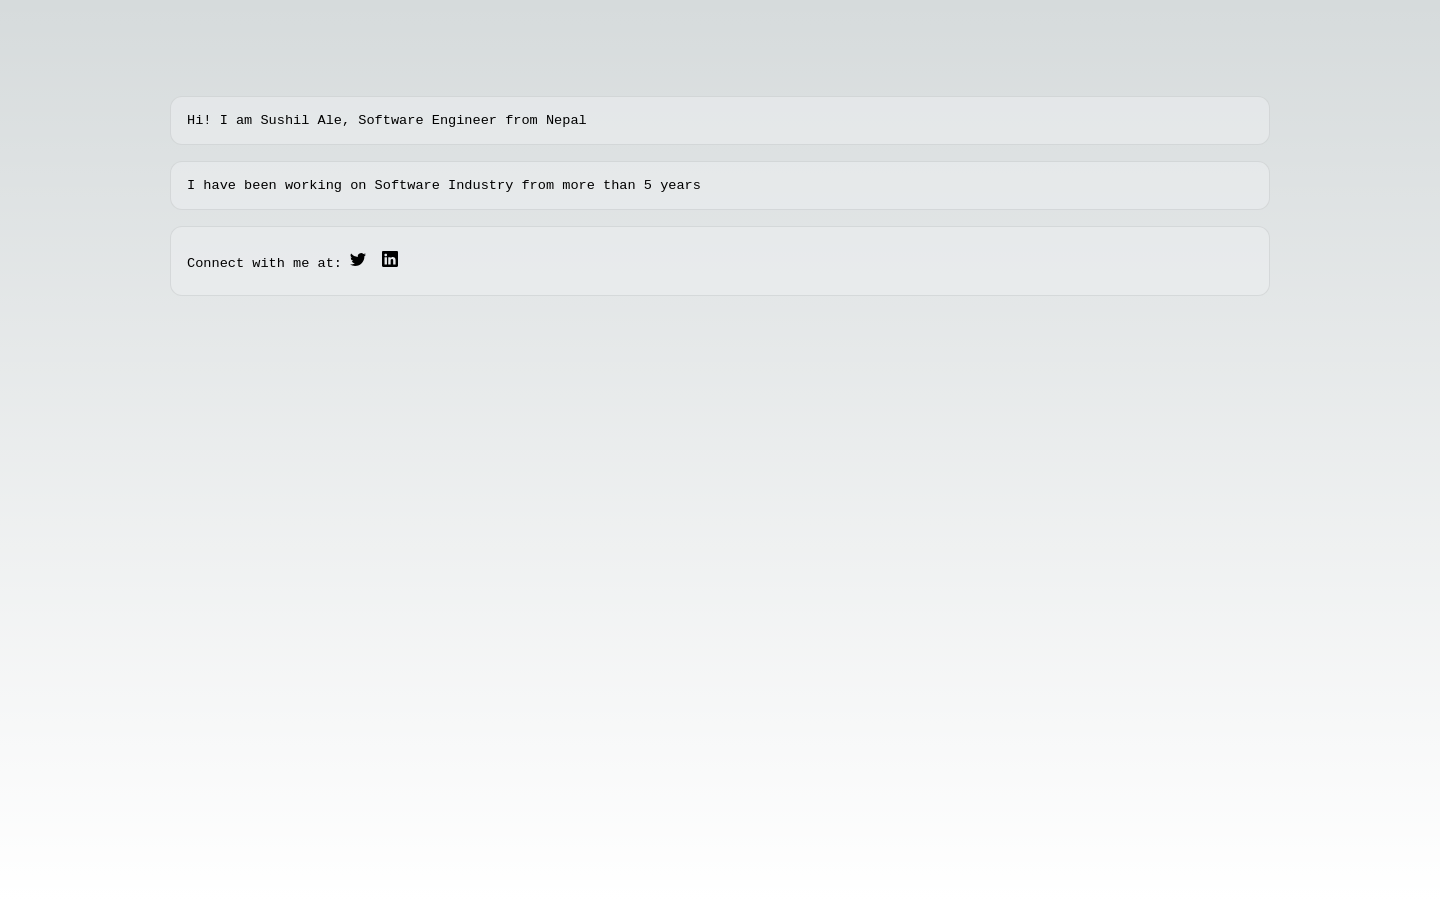 Hi! I am Sushil Ale, Software Engineer from Nepal
I have been working on Software Industry from more than 5 years
Connect with me at: